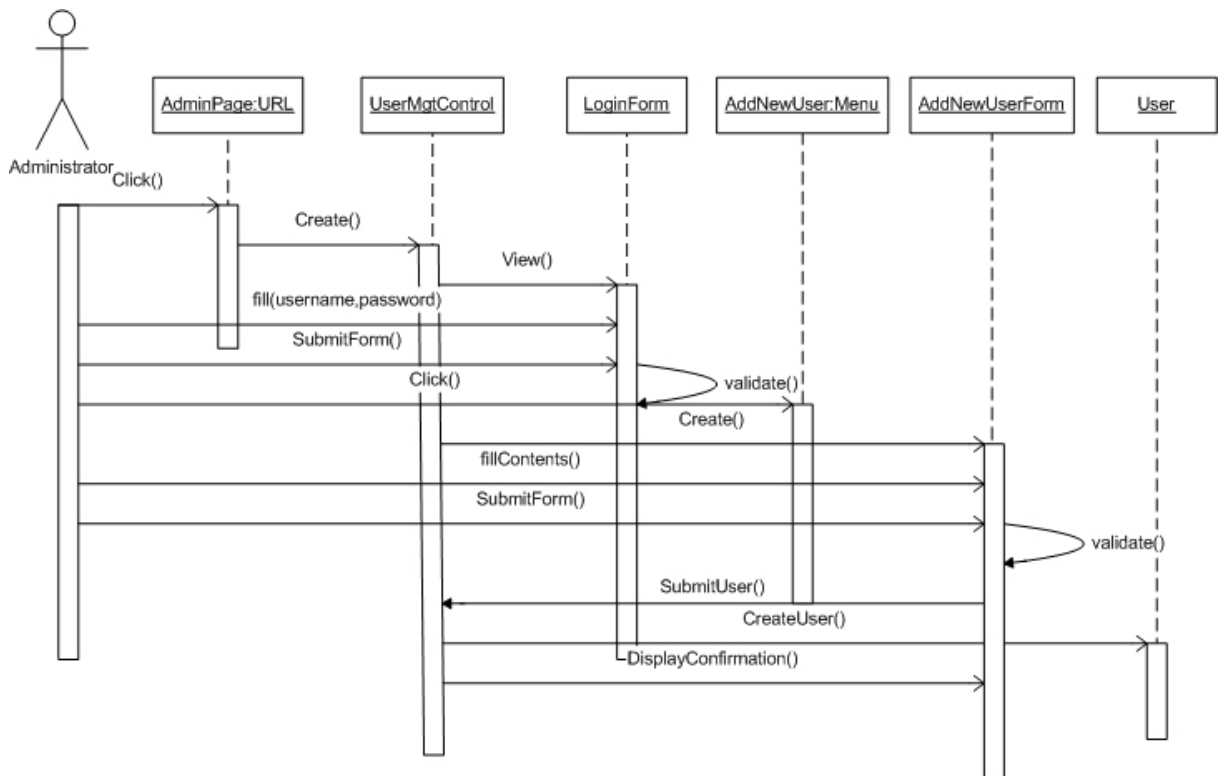 AdminPage:URL
UserMgtControl
LoginForm
AddNewUser:Menu
AddNewUserForm
User
Administrator
Click()
Create()
View()
fill(username,password)
SubmitForm()
Click()
validate()
Create()
fillContents()
SubmitForm()
validate()
SubmitUser()
CreateUser()
DisplayConfirmation()